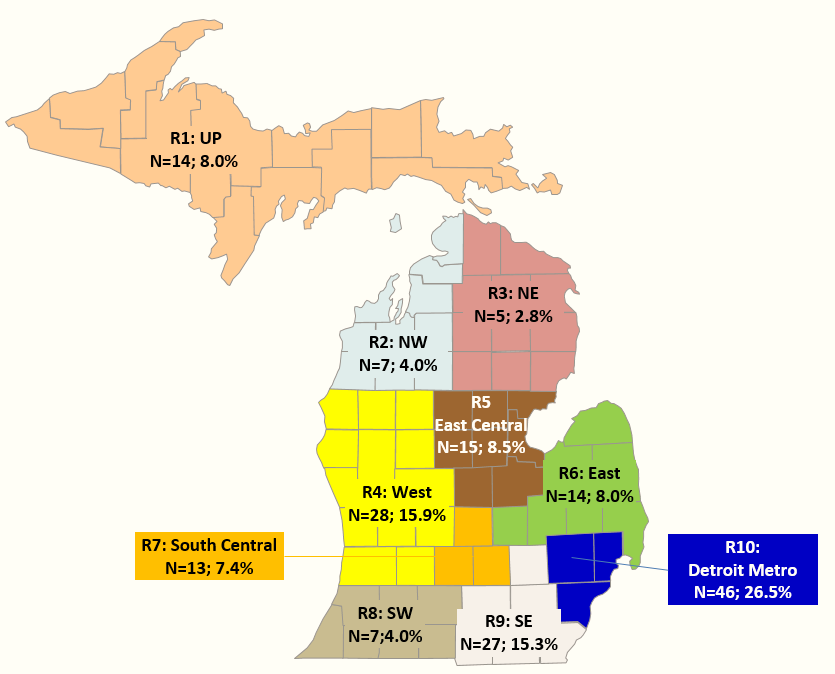 R1: UP
N=14; 8.0%
R3: NE
N=5; 2.8%
R2: NW
N=7; 4.0%
R5
East Central
N=15; 8.5%
R6: East
N=14; 8.0%
R4: West
N=28; 15.9%
R7: South Central
N=13; 7.4%
R10:
Detroit Metro
N=46; 26.5%
R8: SW
N=7;4.0%
R9: SE
N=27; 15.3%